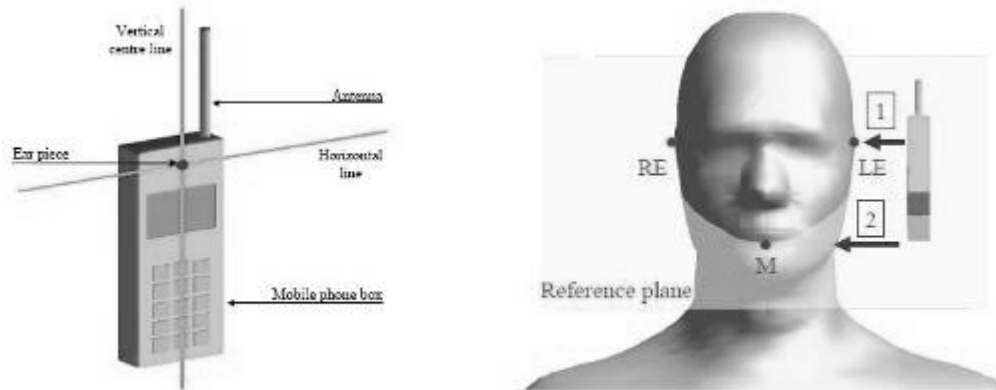 Vertical
centre line
Antenna
Ear piece
Horizontal
line
Mobile phone box
1
RE
LE
2
M
Reference plane